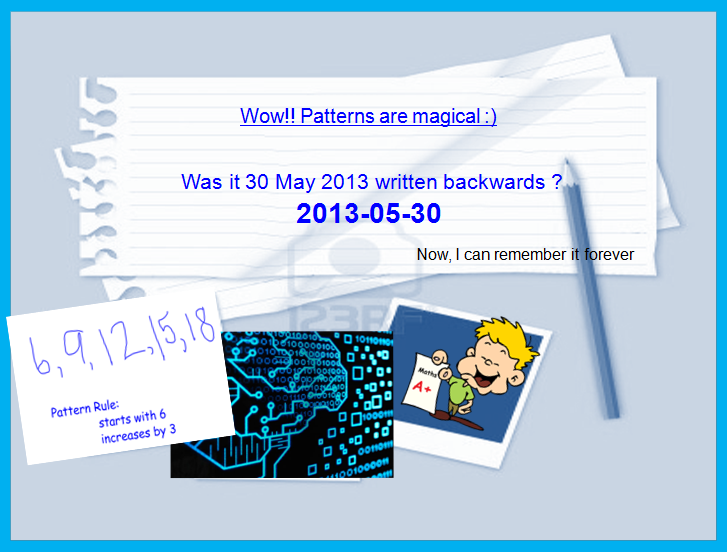 Wow!! Patterns are magical :)
Was it 30 May 2013 written backwards ?
2013-05-30
Now, I can remember it forever
123RF
6, 9, 12, 15, 18
Pattern Rule:
starts with 6
increases by 3
Maths
A+